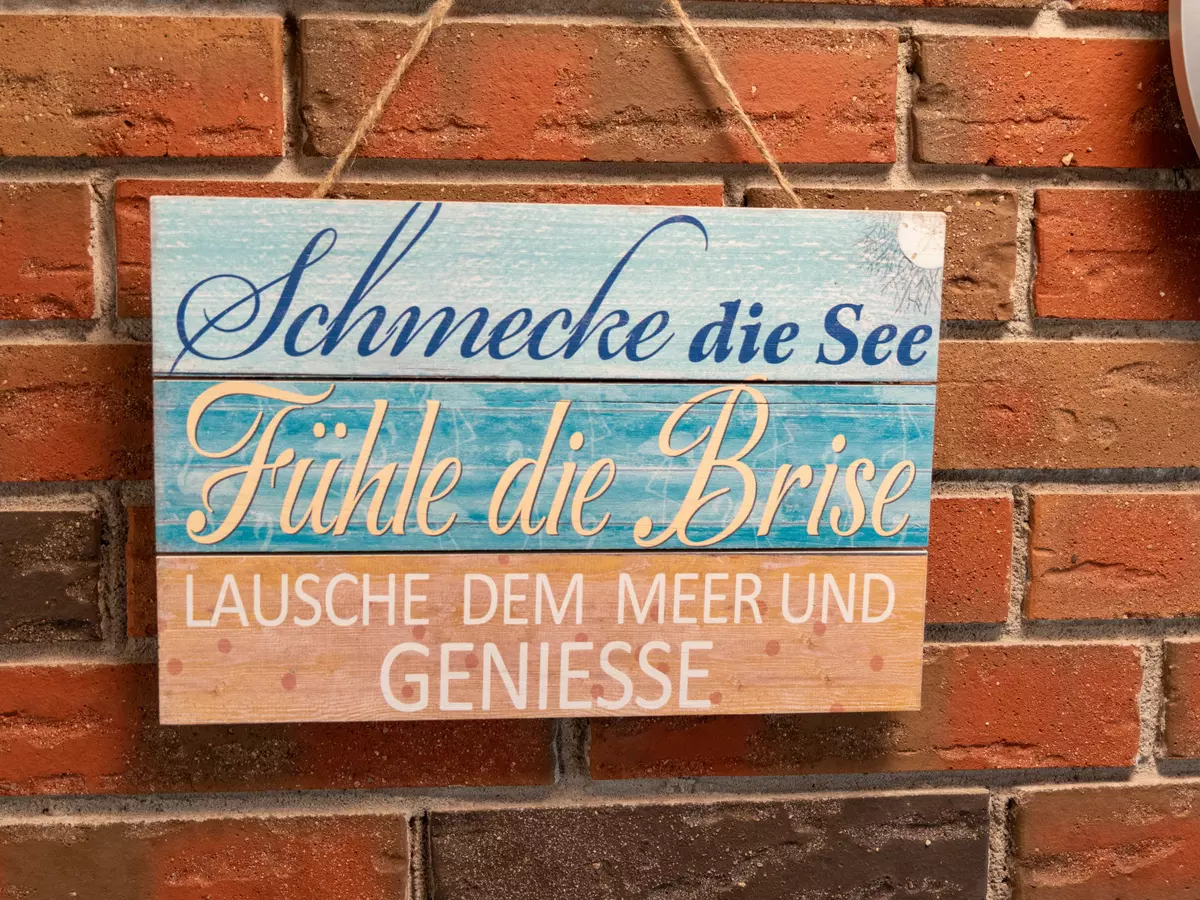 Schmecke die See
Fühle die Brise
LAUSCHE DEM MEER UND
GENIESSE